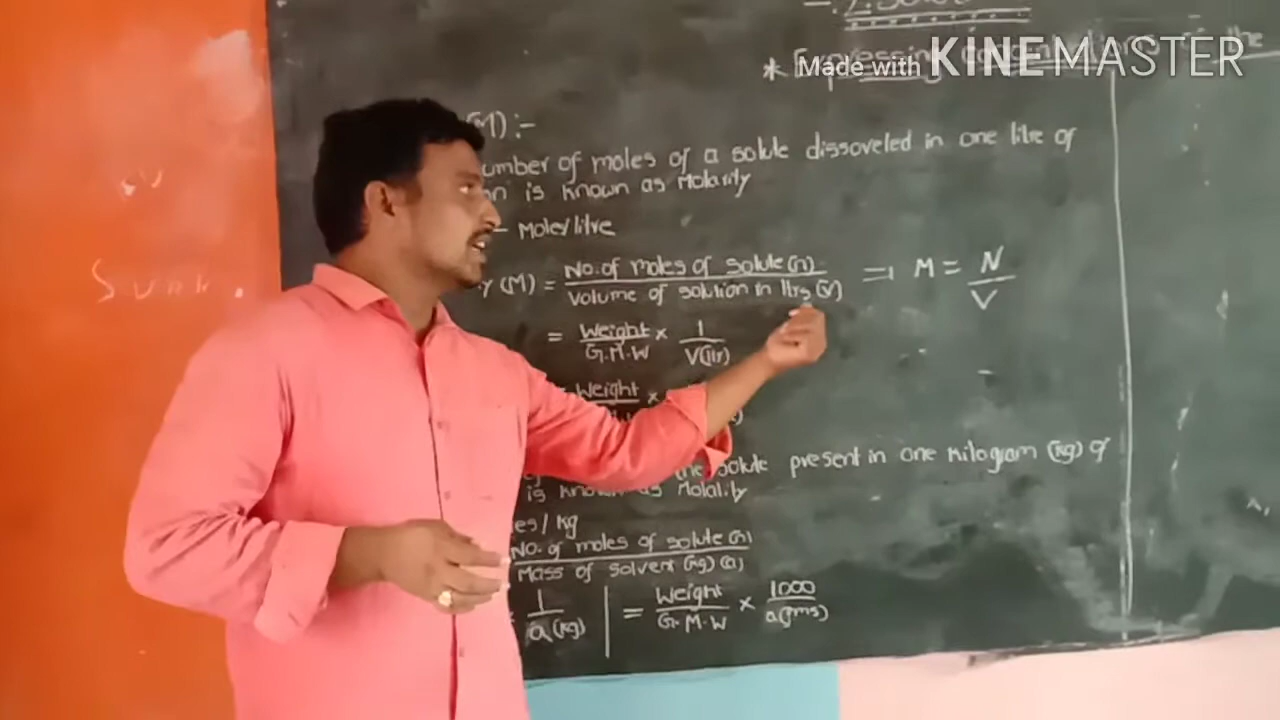 Made with KINEMASTER
* Expressing the
(M) :-
umber of moles of a solute dissoveled in one litre of
is known as Molarity
- Moles/litre
y (M) = No. of moles of solute (n) / Volume of solution in ltrs (V) ⇒ M = N / V
= Weight / G.M.W × 1 / V(ltr)
Weight ×
the solute present in one kilogram (kg) of
is known as Molality
es/kg
No. of moles of solute (n) / Mass of solvent (kg) (a)
× 1 / a(kg) | = Weight / G.M.W × 1000 / a(gms)